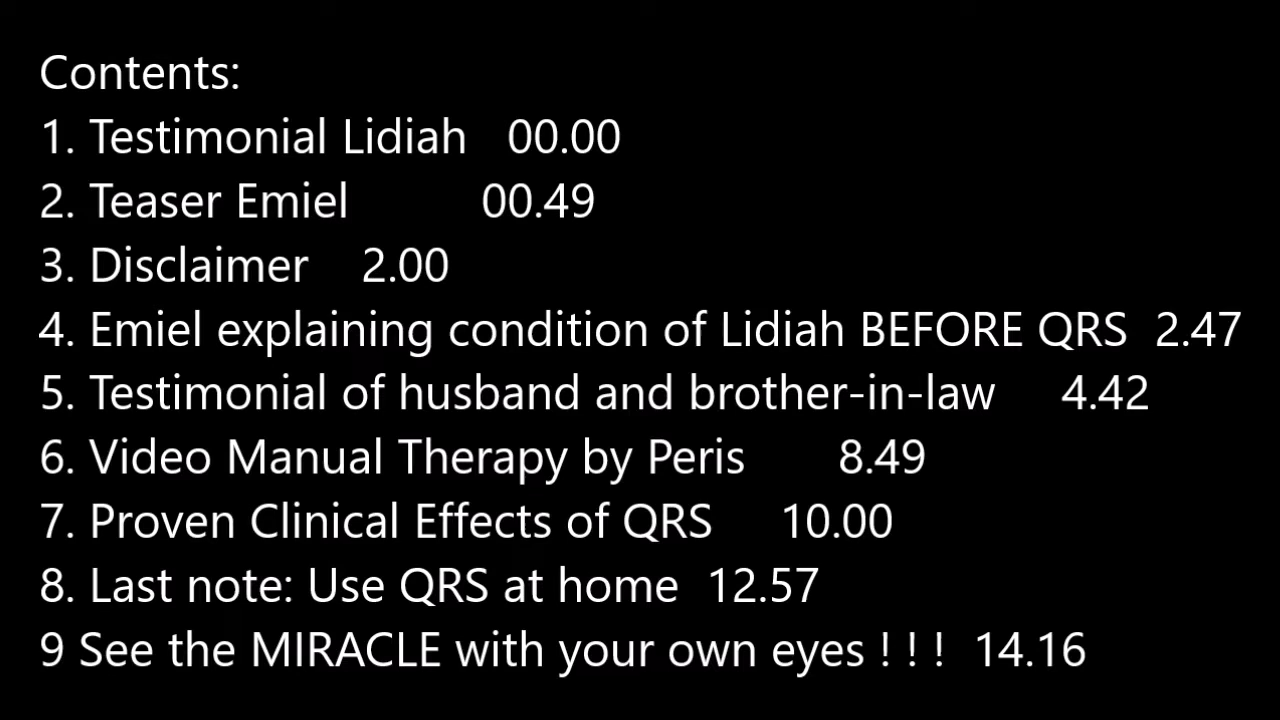 Contents:
1. Testimonial Lidiah 00.00
2. Teaser Emiel 00.49
3. Disclaimer 2.00
4. Emiel explaining condition of Lidiah BEFORE QRS 2.47
5. Testimonial of husband and brother-in-law 4.42
6. Video Manual Therapy by Peris 8.49
7. Proven Clinical Effects of QRS 10.00
8. Last note: Use QRS at home 12.57
9 See the MIRACLE with your own eyes ! ! ! 14.16